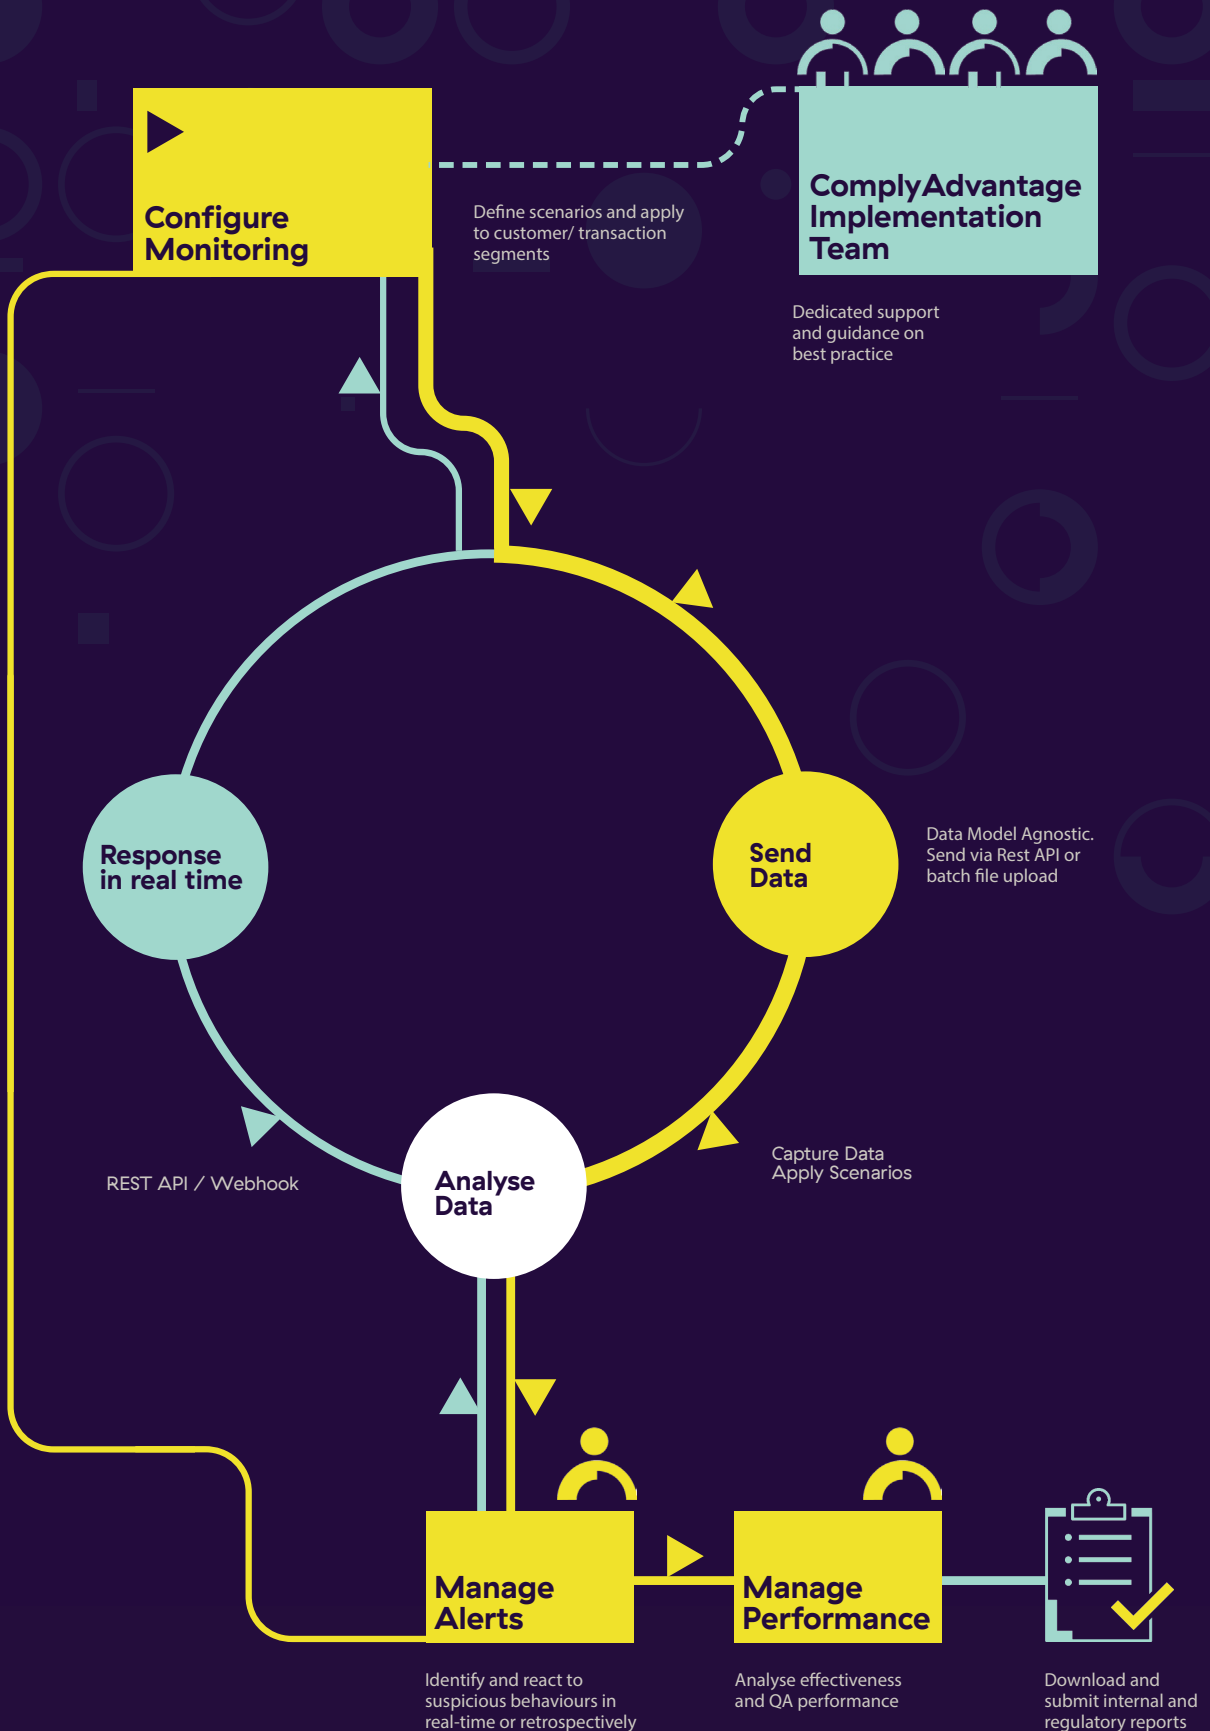 Configure
Monitoring
Define scenarios and apply
to customer/ transaction
segments
ComplyAdvantage
Implementation
Team
Dedicated support
and guidance on
best practice
Response
in real time
Send
Data
Data Model Agnostic.
Send via Rest API or
batch file upload
REST API / Webhook
Analyse
Data
Capture Data
Apply Scenarios
Manage
Alerts
Identify and react to
suspicious behaviours in
real-time or retrospectively
Manage
Performance
Analyse effectiveness
and QA performance
Download and
submit internal and
regulatory reports